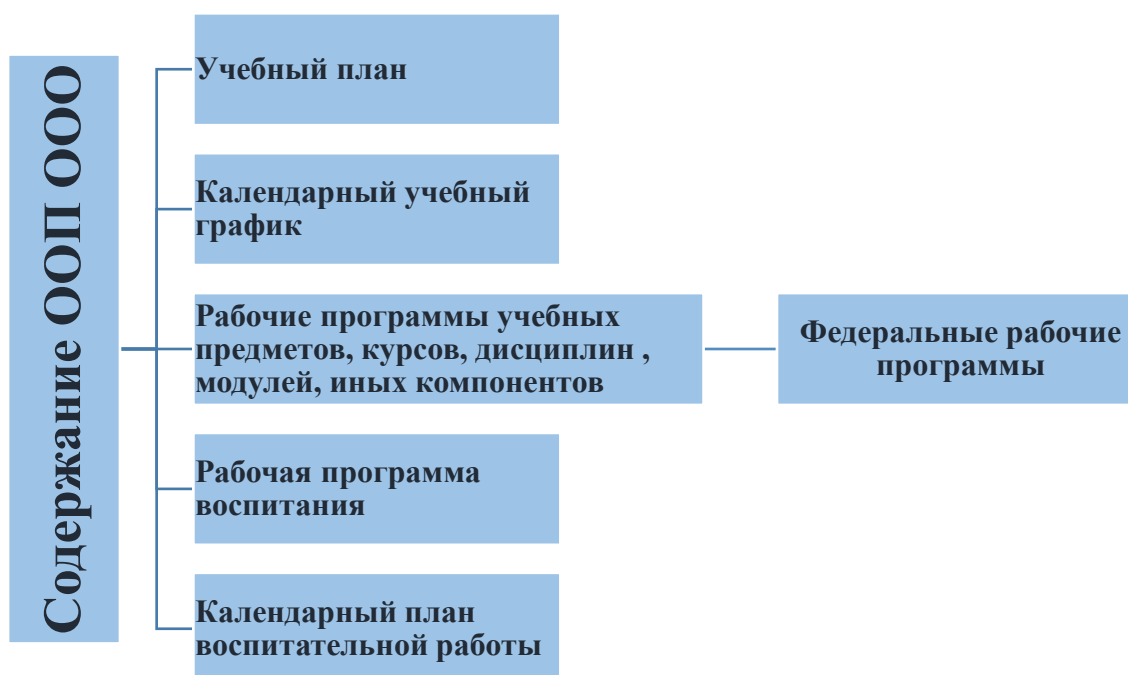 Содержание ООП ООО
Учебный план
Календарный учебный
график
Рабочие программы учебных
предметов, курсов, дисциплин ,
модулей, иных компонентов
Федеральные рабочие
программы
Рабочая программа
воспитания
Календарный план
воспитательной работы